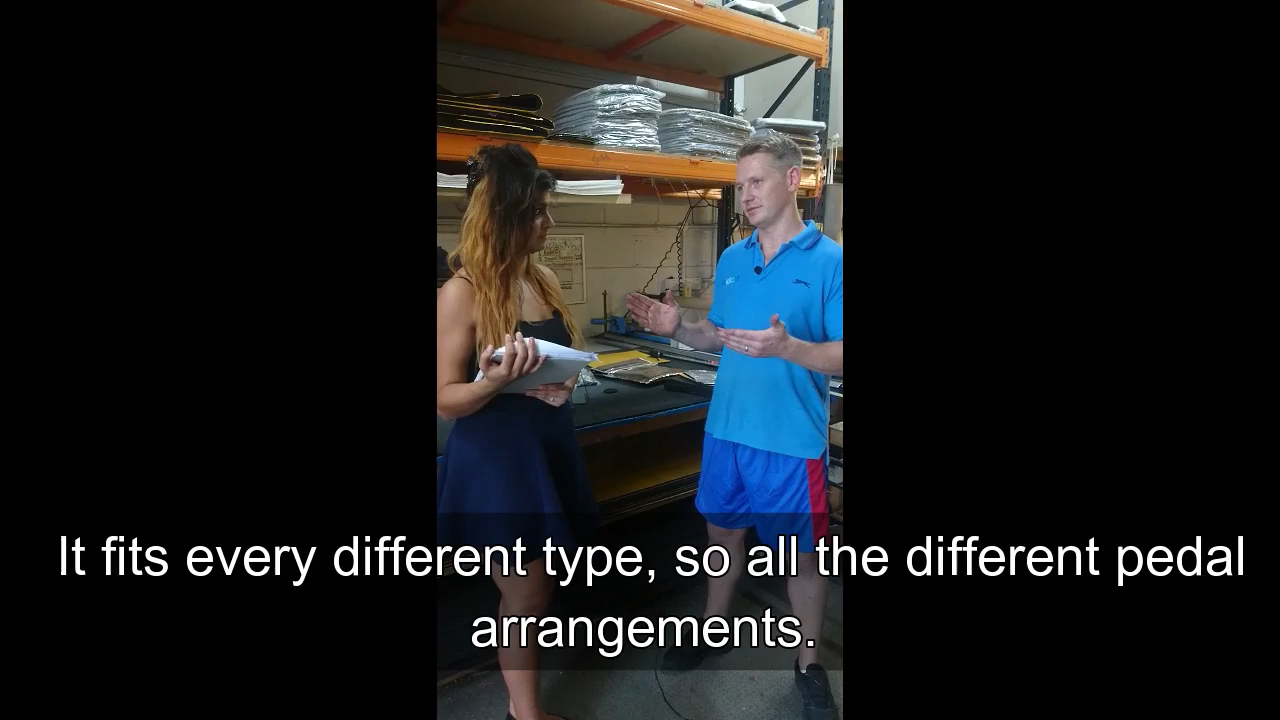 It fits every different type, so all the different pedal
arrangements.